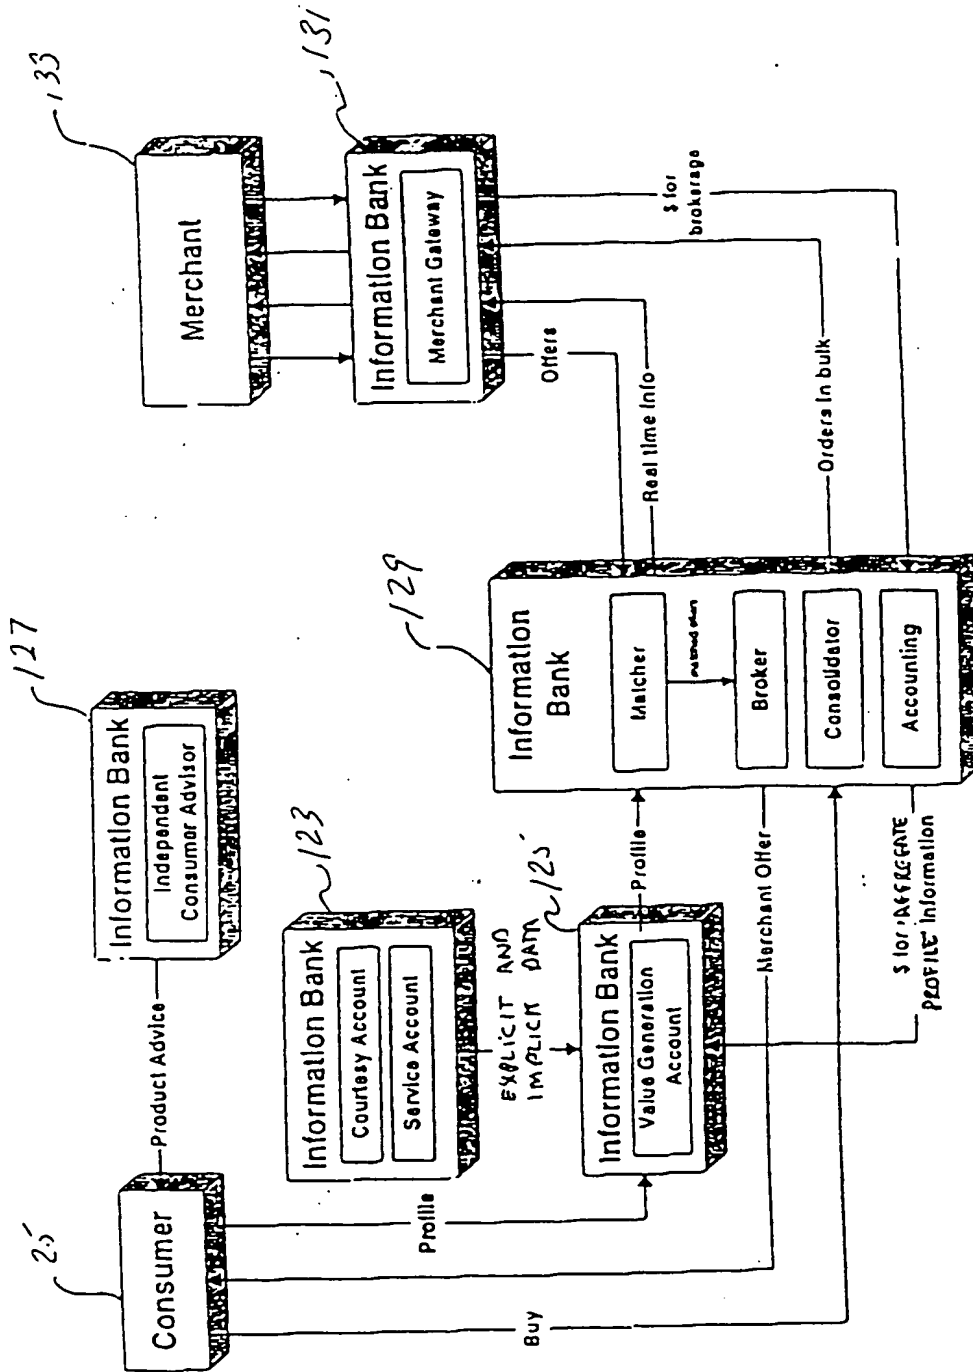 25
Consumer
Product Advice
127
Information Bank
Independent
Consumer Advisor
133
Merchant
131
Information Bank
Merchant Gateway
123
Information Bank
Courtesy Account
Service Account
EXPLICIT AND
IMPLICIT DATA
Profile
125
Information Bank
Value Generation
Account
Profile
129
Information
Bank
Matcher
Broker
Consolidator
Accounting
Offers
Real time Info
Orders In bulk
$ for
brokerage
Merchant Offer
Buy
$ for AGGREGATE
PROFILE Information